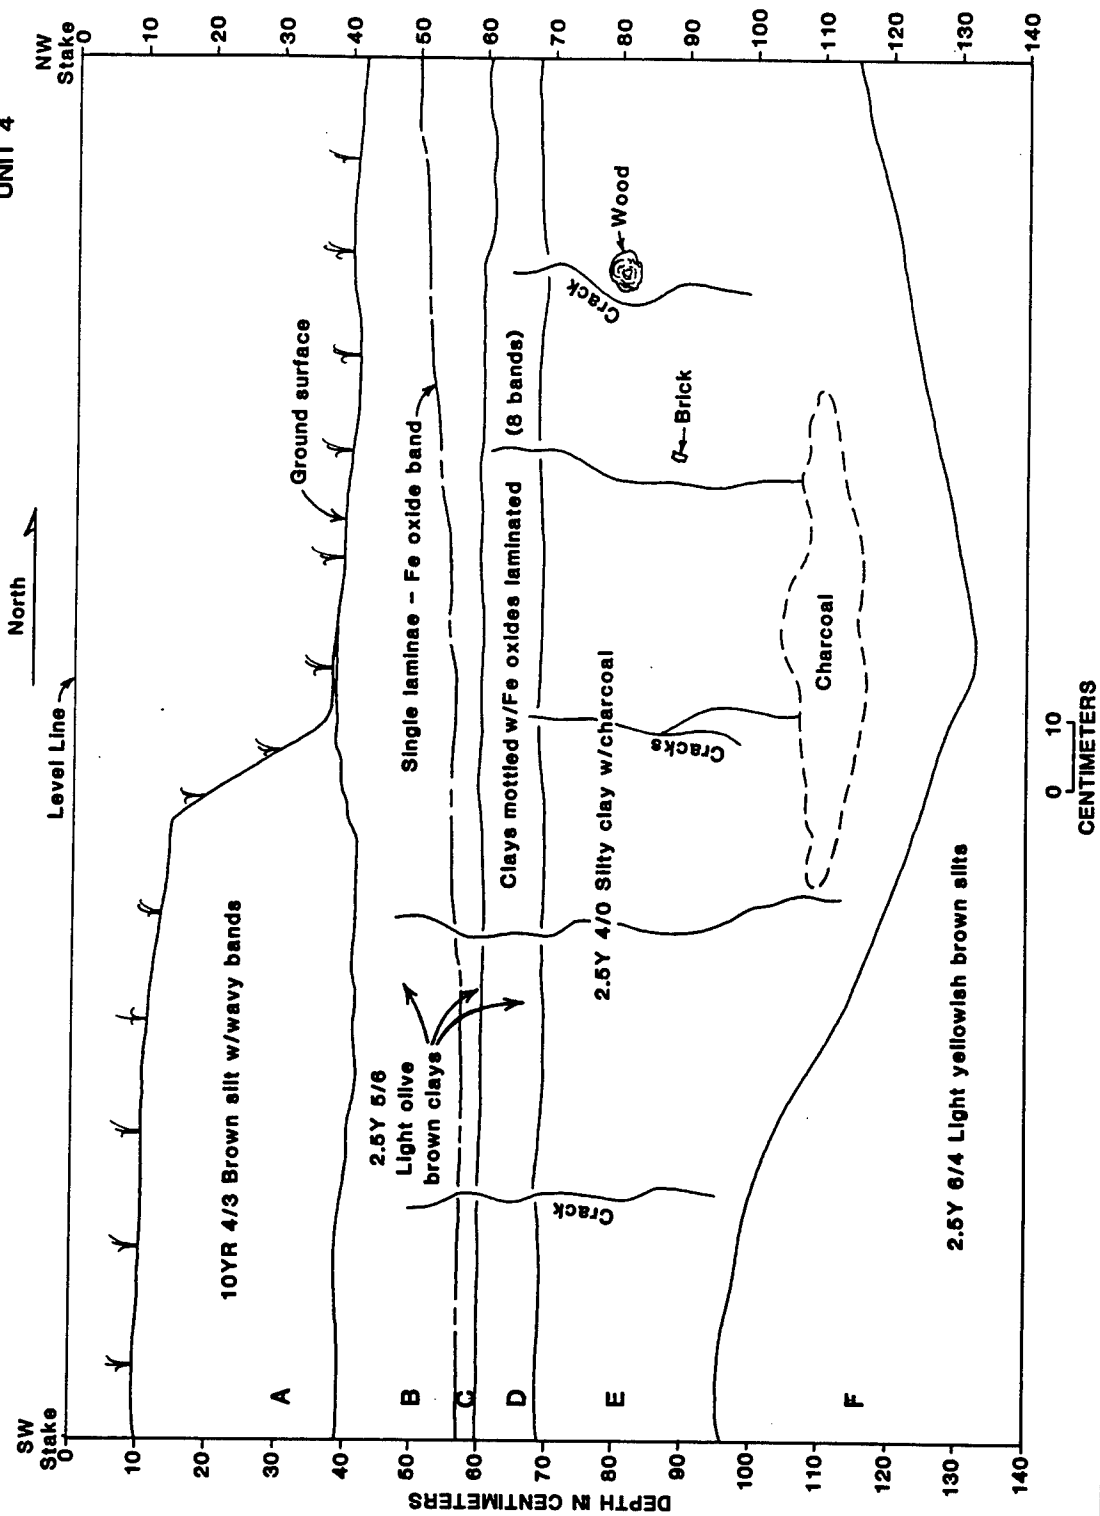 UNIT 4
North
Level Line
SW
Stake
NW
Stake
0
10
20
30
40
50
60
70
80
90
100
110
120
130
140
DEPTH IN CENTIMETERS
0
10
20
30
40
50
60
70
80
90
100
110
120
130
140
Ground surface
10YR 4/3 Brown silt w/wavy bands
A
Single laminae – Fe oxide band
2.5Y 5/6
Light olive
brown clays
B
C
Clays mottled w/Fe oxides laminated (8 bands)
D
2.5Y 4/0 Silty clay w/charcoal
E
Crack
Cracks
Crack
Brick
Wood
Charcoal
2.5Y 6/4 Light yellowish brown silts
F
0 10
CENTIMETERS